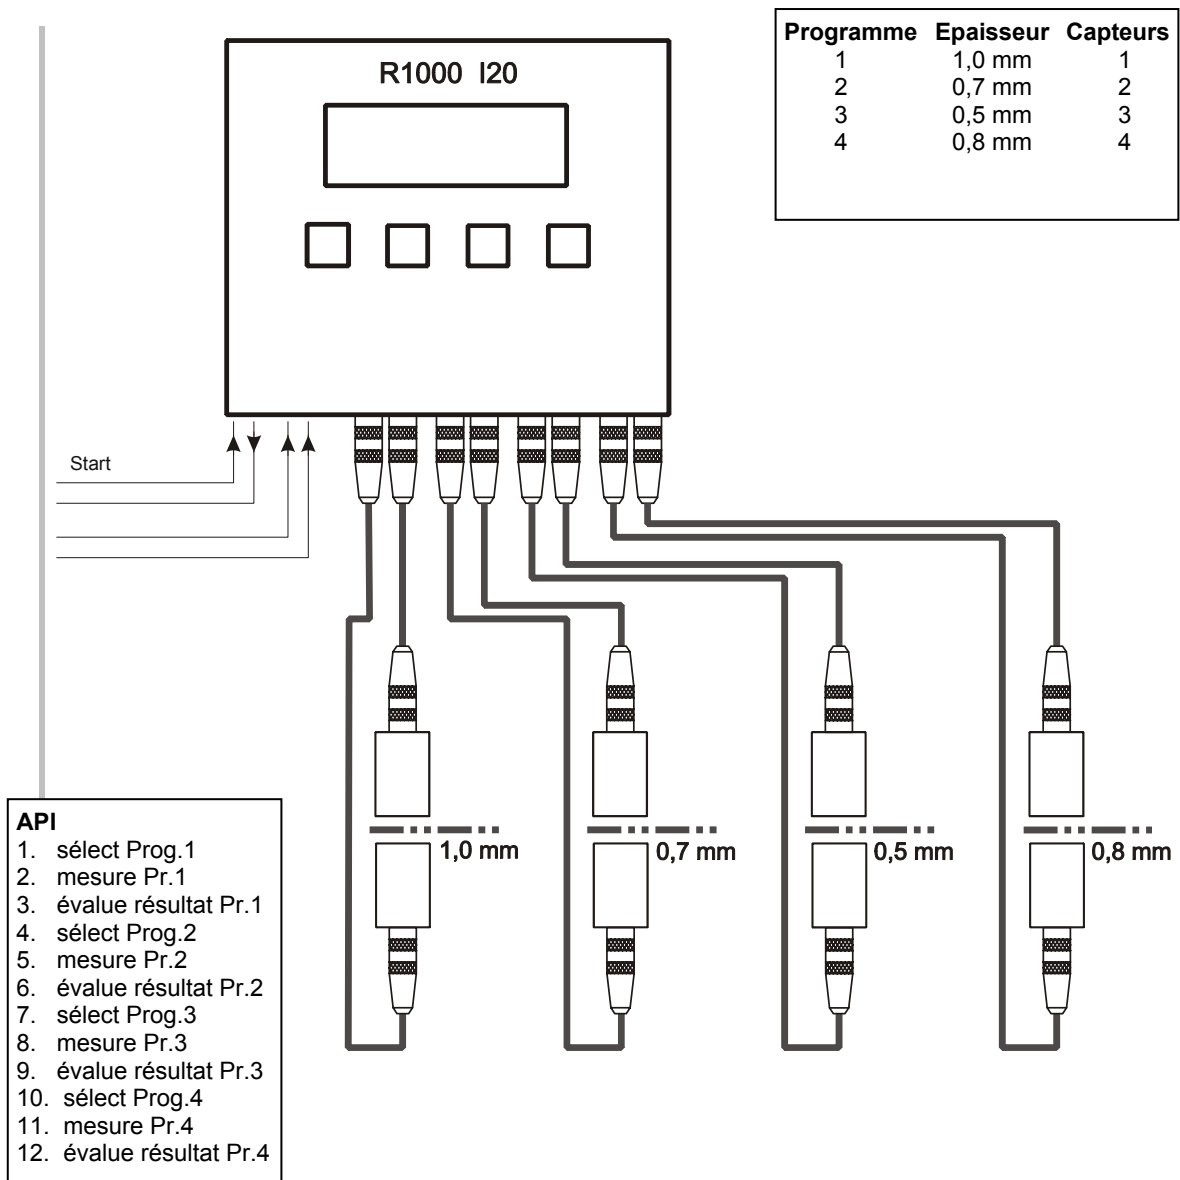 R1000 I20
Programme Epaisseur Capteurs
1 1,0 mm 1
2 0,7 mm 2
3 0,5 mm 3
4 0,8 mm 4
Start
1,0 mm
0,7 mm
0,5 mm
0,8 mm
API
1. sélect Prog.1
2. mesure Pr.1
3. évalue résultat Pr.1
4. sélect Prog.2
5. mesure Pr.2
6. évalue résultat Pr.2
7. sélect Prog.3
8. mesure Pr.3
9. évalue résultat Pr.3
10. sélect Prog.4
11. mesure Pr.4
12. évalue résultat Pr.4